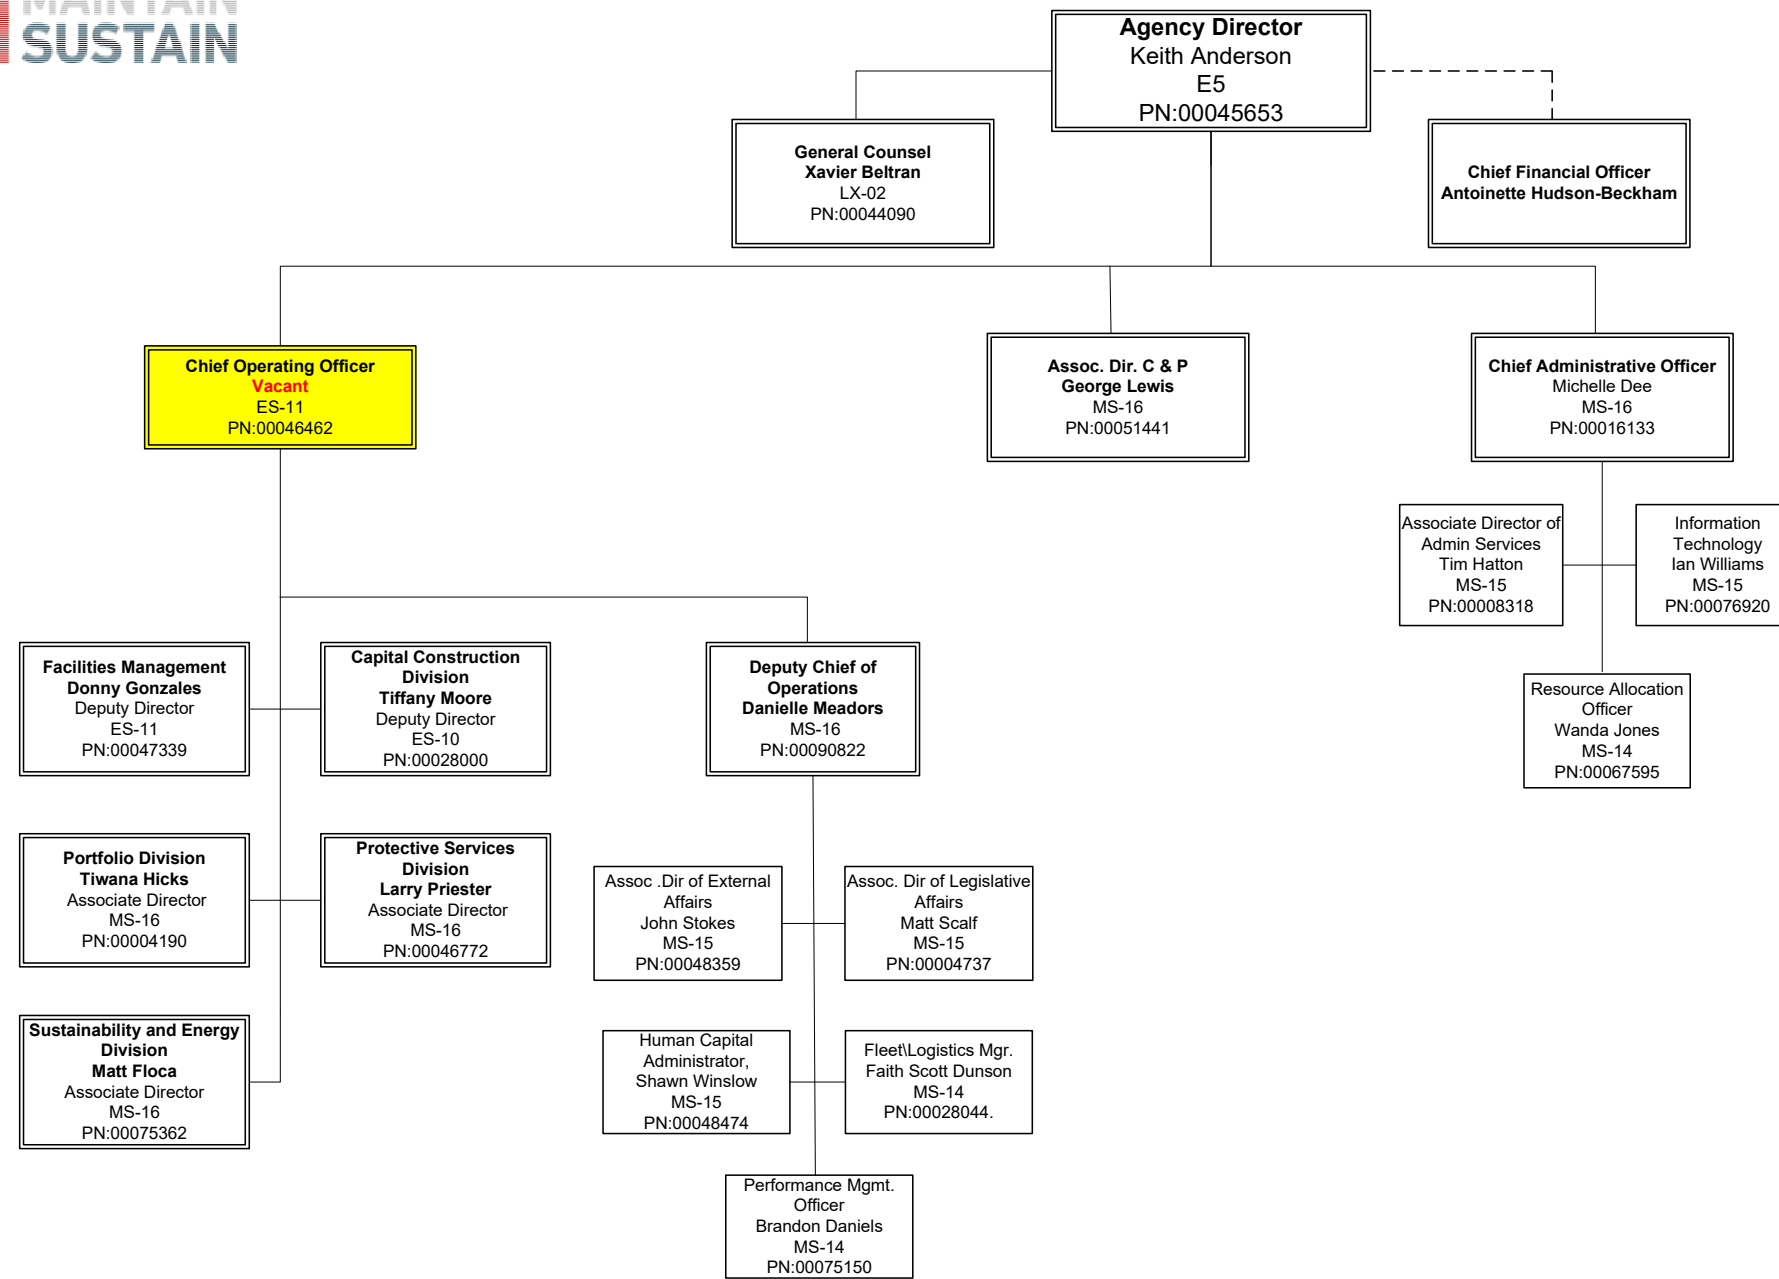 MAINTAIN
SUSTAIN
Agency Director
Keith Anderson
E5
PN:00045653
General Counsel
Xavier Beltran
LX-02
PN:00044090
Chief Financial Officer
Antoinette Hudson-Beckham
Chief Operating Officer
Vacant
ES-11
PN:00046462
Assoc. Dir. C & P
George Lewis
MS-16
PN:00051441
Chief Administrative Officer
Michelle Dee
MS-16
PN:00016133
Associate Director of
Admin Services
Tim Hatton
MS-15
PN:00008318
Information
Technology
Ian Williams
MS-15
PN:00076920
Resource Allocation
Officer
Wanda Jones
MS-14
PN:00067595
Facilities Management
Donny Gonzales
Deputy Director
ES-11
PN:00047339
Capital Construction
Division
Tiffany Moore
Deputy Director
ES-10
PN:00028000
Deputy Chief of
Operations
Danielle Meadors
MS-16
PN:00090822
Portfolio Division
Tiwana Hicks
Associate Director
MS-16
PN:00004190
Protective Services
Division
Larry Priester
Associate Director
MS-16
PN:00046772
Assoc .Dir of External
Affairs
John Stokes
MS-15
PN:00048359
Assoc. Dir of Legislative
Affairs
Matt Scalf
MS-15
PN:00004737
Sustainability and Energy
Division
Matt Floca
Associate Director
MS-16
PN:00075362
Human Capital
Administrator,
Shawn Winslow
MS-15
PN:00048474
Fleet\Logistics Mgr.
Faith Scott Dunson
MS-14
PN:00028044.
Performance Mgmt.
Officer
Brandon Daniels
MS-14
PN:00075150